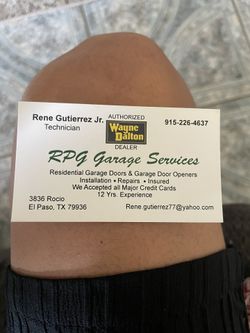 Rene Gutierrez Jr.
Technician
AUTHORIZED
Wayne
Dalton
DEALER
915-226-4637
RPG Garage Services
Residential Garage Doors & Garage Door Openers
Installation • Repairs • Insured
We Accepted all Major Credit Cards
12 Yrs. Experience
3836 Rocio
El Paso, TX 79936
Rene.gutierrez77@yahoo.com